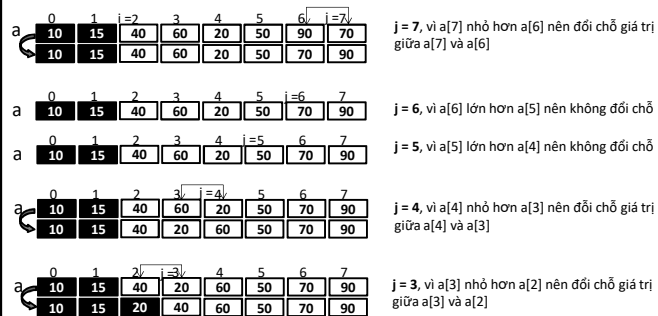 0 1 i =2 3 4 5 6 j =7
a 10 15 40 60 20 50 90 70
10 15 40 60 20 50 70 90
j = 7, vì a[7] nhỏ hơn a[6] nên đổi chỗ giá trị
giữa a[7] và a[6]
0 1 2 3 4 5 j =6 7
a 10 15 40 60 20 50 70 90
j = 6, vì a[6] lớn hơn a[5] nên không đổi chỗ
0 1 2 3 4 j =5 6 7
a 10 15 40 60 20 50 70 90
j = 5, vì a[5] lớn hơn a[4] nên không đổi chỗ
0 1 2 3 j =4 5 6 7
a 10 15 40 60 20 50 70 90
10 15 40 20 60 50 70 90
j = 4, vì a[4] nhỏ hơn a[3] nên đổi chỗ giá trị
giữa a[4] và a[3]
0 1 2 j =3 4 5 6 7
a 10 15 40 20 60 50 70 90
10 15 20 40 60 50 70 90
j = 3, vì a[3] nhỏ hơn a[2] nên đổi chỗ giá trị
giữa a[3] và a[2]